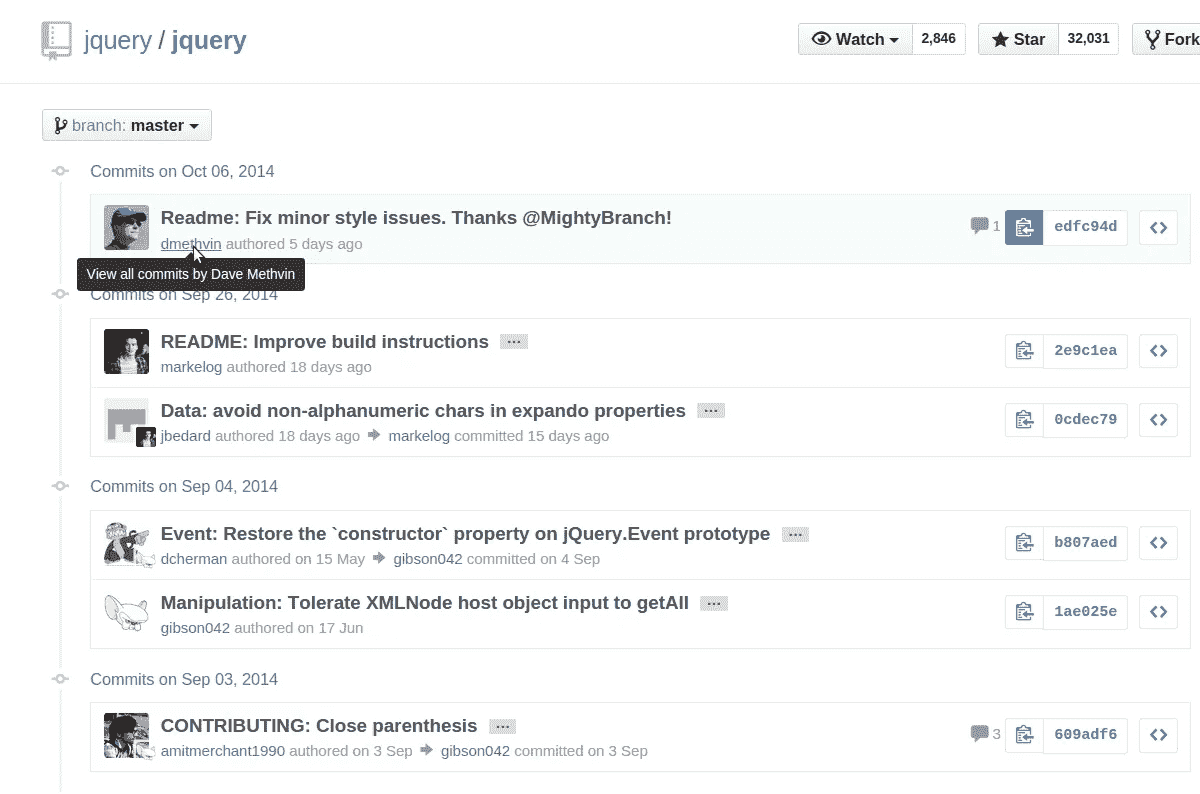 jquery / jquery
Watch 2,846 Star 32,031 Fork
branch: master
Commits on Oct 06, 2014
Readme: Fix minor style issues. Thanks @MightyBranch!
1 edfc94d
dmethvin authored 5 days ago
View all commits by Dave Methvin
Commits on Sep 26, 2014
README: Improve build instructions ...
2e9c1ea
markelog authored 18 days ago
Data: avoid non-alphanumeric chars in expando properties ...
0cdec79
jbedard authored 18 days ago markelog committed 15 days ago
Commits on Sep 04, 2014
Event: Restore the `constructor` property on jQuery.Event prototype ...
b807aed
dcherman authored on 15 May gibson042 committed on 4 Sep
Manipulation: Tolerate XMLNode host object input to getAll ...
1ae025e
gibson042 authored on 17 Jun
Commits on Sep 03, 2014
CONTRIBUTING: Close parenthesis ...
3 609adf6
amitmerchant1990 authored on 3 Sep gibson042 committed on 3 Sep